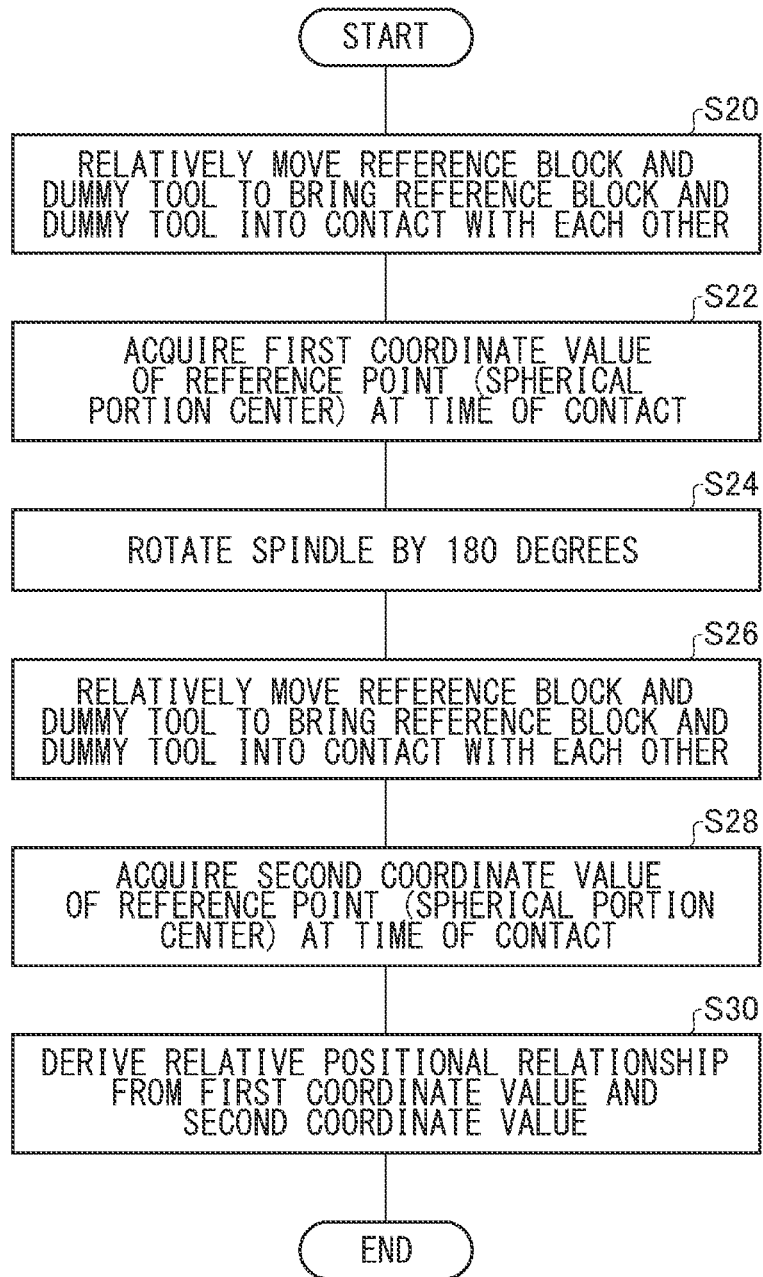 START
S20
RELATIVELY MOVE REFERENCE BLOCK AND
DUMMY TOOL TO BRING REFERENCE BLOCK AND
DUMMY TOOL INTO CONTACT WITH EACH OTHER
S22
ACQUIRE FIRST COORDINATE VALUE
OF REFERENCE POINT (SPHERICAL
PORTION CENTER) AT TIME OF CONTACT
S24
ROTATE SPINDLE BY 180 DEGREES
S26
RELATIVELY MOVE REFERENCE BLOCK AND
DUMMY TOOL TO BRING REFERENCE BLOCK AND
DUMMY TOOL INTO CONTACT WITH EACH OTHER
S28
ACQUIRE SECOND COORDINATE VALUE
OF REFERENCE POINT (SPHERICAL PORTION
CENTER) AT TIME OF CONTACT
S30
DERIVE RELATIVE POSITIONAL RELATIONSHIP
FROM FIRST COORDINATE VALUE AND
SECOND COORDINATE VALUE
END